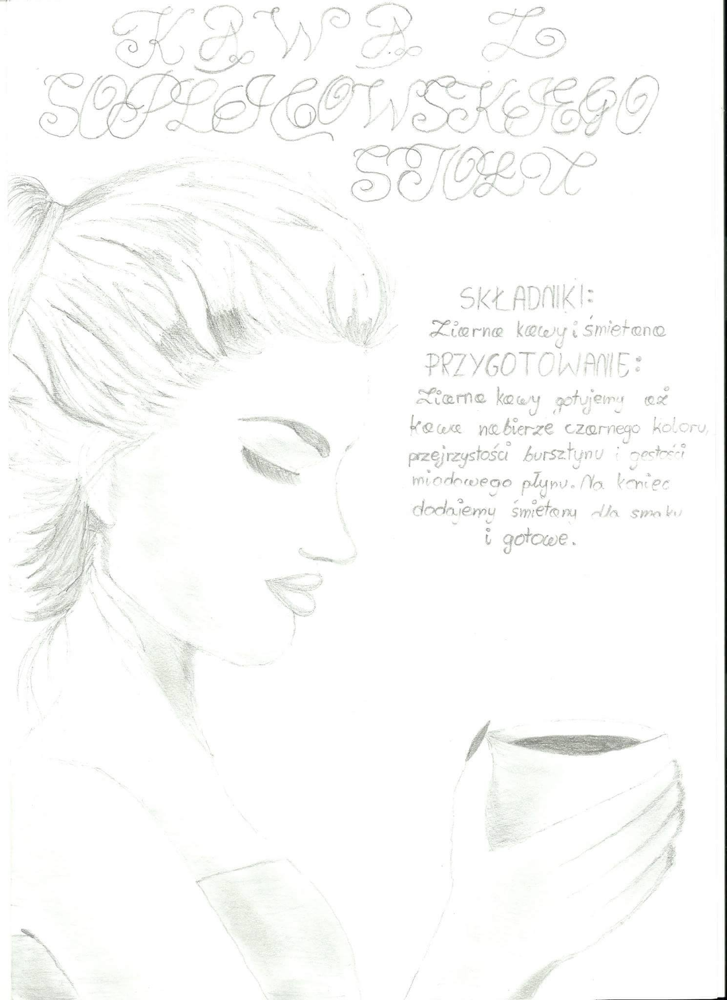 KAWA Z
SOPLICOWSKIEGO
STOŁU
SKŁADNIKI:
Ziarna kawy i śmietana
PRZYGOTOWANIE:
Ziarna kawy gotujemy aż
kawa nabierze czarnego koloru,
przejrzystości bursztynu i gęstości
miodowego płynu. Na koniec
dodajemy śmietany dla smaku
i gotowe.